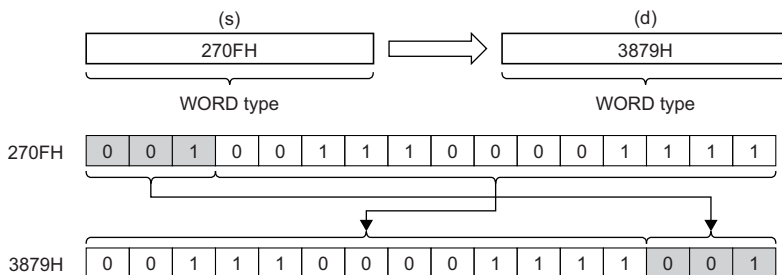 (s) (d)
270FH 3879H
WORD type WORD type
270FH 0 0 1 0 0 1 1 1 0 0 0 0 1 1 1 1
3879H 0 0 1 1 1 0 0 0 0 1 1 1 1 0 0 1